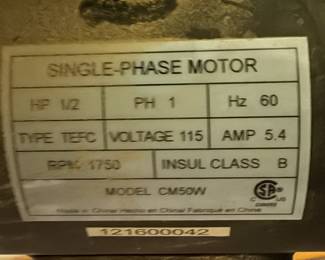 SINGLE-PHASE MOTOR
HP 1/2 PH 1 Hz 60
TYPE TEFC VOLTAGE 115 AMP 5.4
RPM 1750 INSUL CLASS B
MODEL CM50W
C US
Made in China/ Hecho en China/ Fabriqué en Chine
121600042